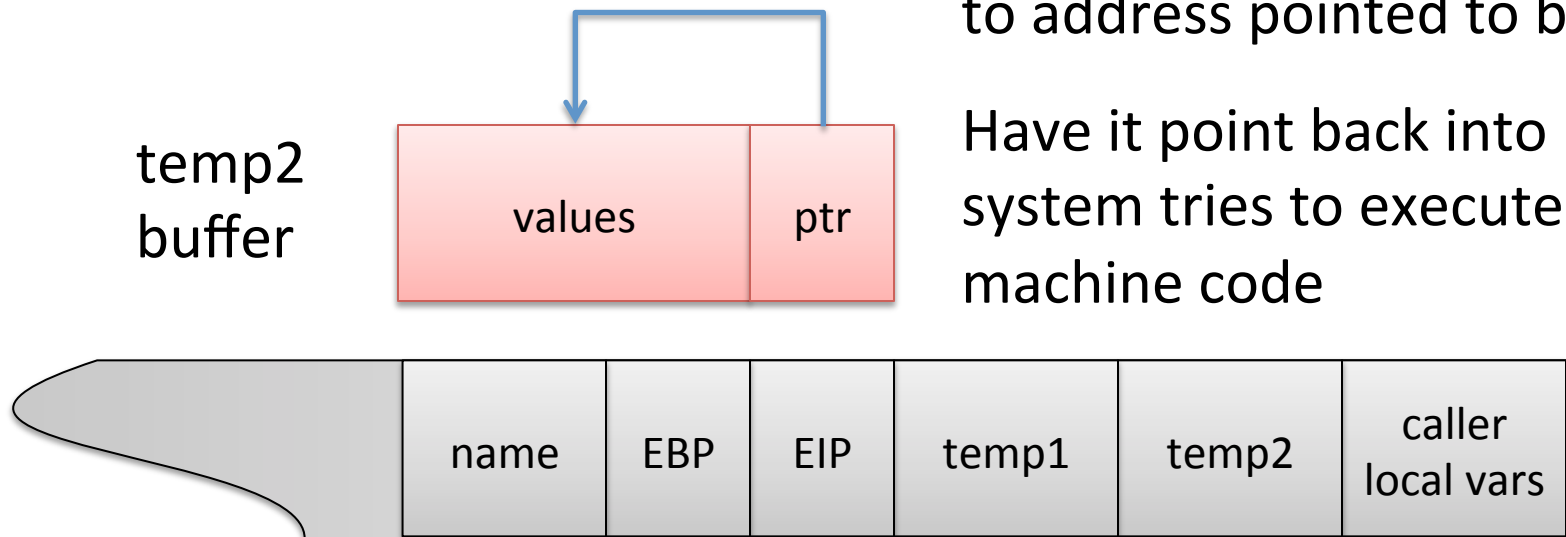 to address pointed to b
Have it point back into
system tries to execute
machine code
temp2
buffer
values
ptr
name
EBP
EIP
temp1
temp2
caller
local vars